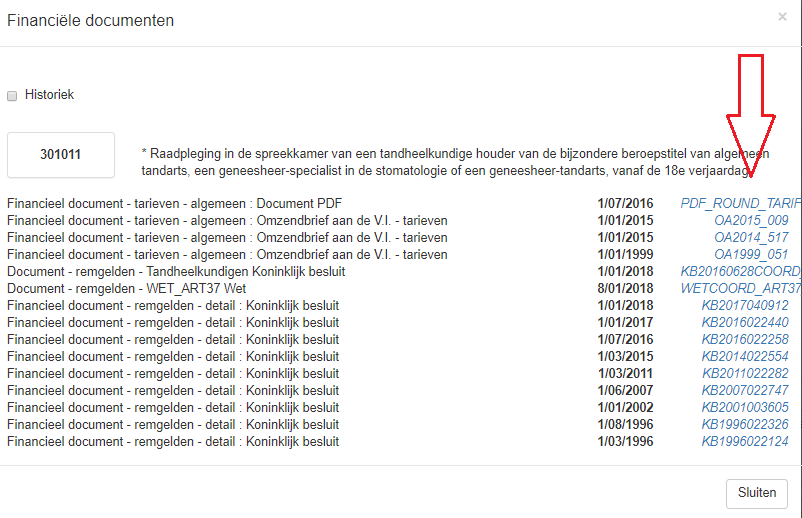 Financiële documenten
×
Historiek
301011
* Raadpleging in de spreekkamer van een tandheelkundige houder van de bijzondere beroepstitel van algemeen
tandarts, een geneesheer-specialist in de stomatologie of een geneesheer-tandarts, vanaf de 18e verjaardag
Financieel document - tarieven - algemeen : Document PDF 1/07/2016 PDF_ROUND_TARIF
Financieel document - tarieven - algemeen : Omzendbrief aan de V.I. - tarieven 1/01/2015 OA2015_009
Financieel document - tarieven - algemeen : Omzendbrief aan de V.I. - tarieven 1/01/2015 OA2014_517
Financieel document - tarieven - algemeen : Omzendbrief aan de V.I. - tarieven 1/01/1999 OA1999_051
Document - remgelden - Tandheelkundigen Koninklijk besluit 1/01/2018 KB20160628COORD_
Document - remgelden - WET_ART37 Wet 8/01/2018 WETCOORD_ART37
Financieel document - remgelden - detail : Koninklijk besluit 1/01/2018 KB2017040912
Financieel document - remgelden - detail : Koninklijk besluit 1/01/2017 KB2016022440
Financieel document - remgelden - detail : Koninklijk besluit 1/07/2016 KB2016022258
Financieel document - remgelden - detail : Koninklijk besluit 1/03/2015 KB2014022554
Financieel document - remgelden - detail : Koninklijk besluit 1/03/2011 KB2011022282
Financieel document - remgelden - detail : Koninklijk besluit 1/06/2007 KB2007022747
Financieel document - remgelden - detail : Koninklijk besluit 1/01/2002 KB2001003605
Financieel document - remgelden - detail : Koninklijk besluit 1/08/1996 KB1996022326
Financieel document - remgelden - detail : Koninklijk besluit 1/03/1996 KB1996022124
Sluiten